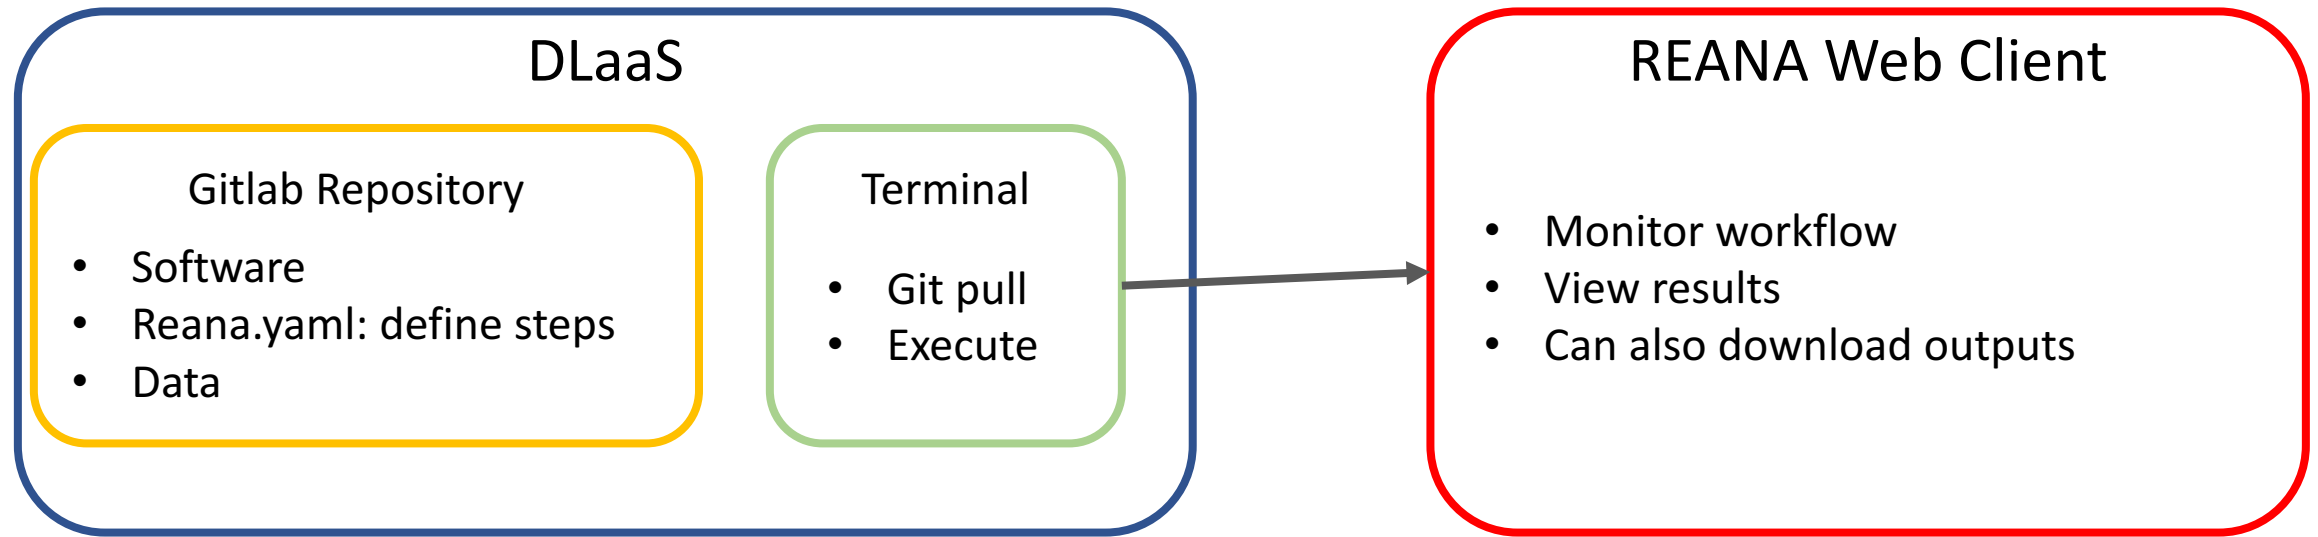 DLaaS
Gitlab Repository
• Software
• Reana.yaml: define steps
• Data
Terminal
• Git pull
• Execute
REANA Web Client
• Monitor workflow
• View results
• Can also download outputs